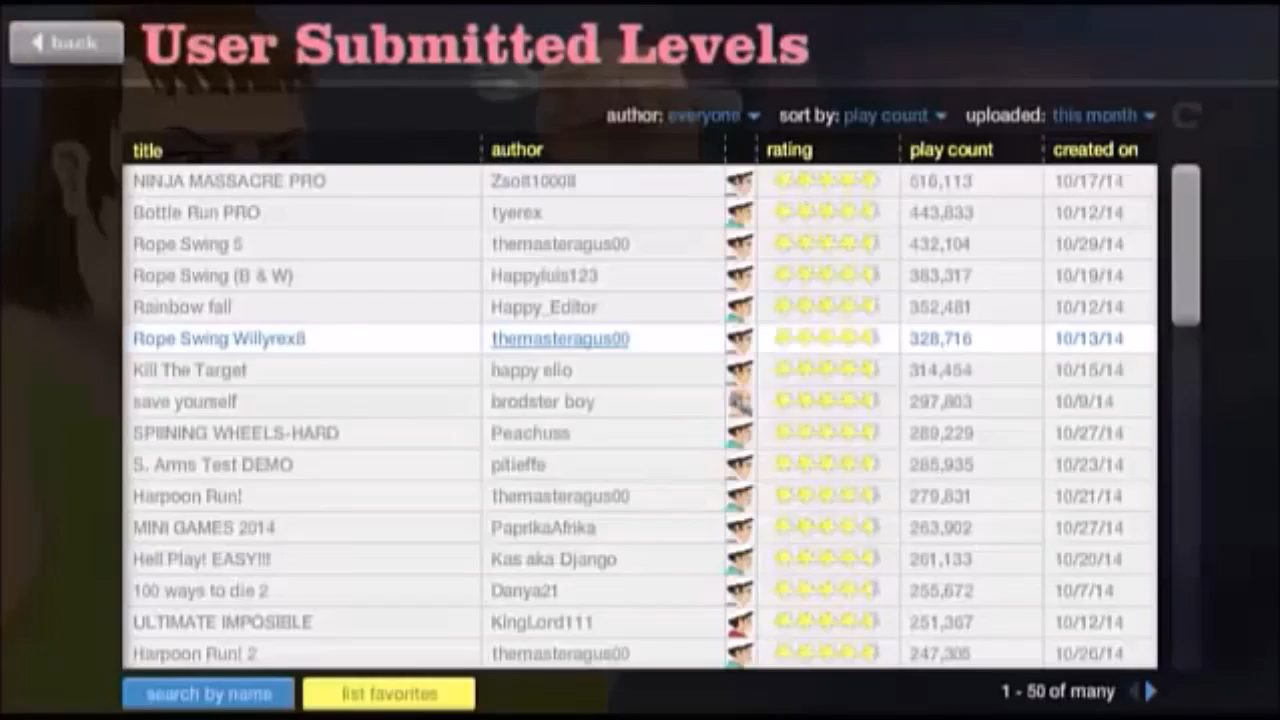 back
User Submitted Levels
author: everyone sort by: play count uploaded: this month
title author rating play count created on
NINJA MASSACRE PRO 516,113 10/17/14
Bottle Run PRO tyerex 443,833 10/12/14
Rope Swing 5 themasteragus00 432,104 10/29/14
Rope Swing (B & W) Happyluis123 383,317 10/19/14
Rainbow fall Happy_Editor 352,481 10/12/14
Rope Swing Willyrex8 themasteragus00 328,716 10/13/14
Kill The Target happy elio 314,454 10/15/14
save yourself brodster boy 297,803 10/9/14
SPIINING WHEELS-HARD Peachuss 289,229 10/27/14
S. Arms Test DEMO pitieffe 285,935 10/23/14
Harpoon Run! themasteragus00 279,831 10/21/14
MINI GAMES 2014 PaprikaAfrika 263,902 10/27/14
Hell Play! EASY!!! Kas aka Django 261,133 10/20/14
100 ways to die 2 Danya21 255,672 10/7/14
ULTIMATE IMPOSIBLE KingLord111 251,367 10/12/14
Harpoon Run! 2 themasteragus00 247,305 10/26/14
search by name list favorites 1 - 50 of many